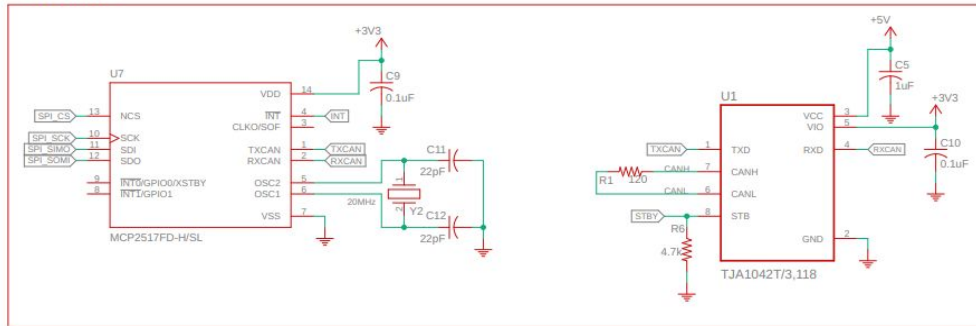 +3V3
U7
C9
0.1uF
VDD 14
SPI_CS 13 NCS
INT 4 INT
CLKO/SOF 3
SPI_SCK 10 SCK
SPI_SIMO 11 SDI
SPI_SOMI 12 SDO
TXCAN 1 TXCAN
RXCAN 2 RXCAN
C11
22pF
9 INT0/GPIO0/XSTBY
8 INT1/GPIO1
OSC2 5
OSC1 6
1
2
20MHz
Y2
C12
22pF
VSS 7
MCP2517FD-H/SL
+5V
C5
1uF
U1
+3V3
VCC 3
VIO 5
C10
0.1uF
TXCAN 1 TXD
RXD 4 RXCAN
R1 120
CANH 7 CANH
CANL 6 CANL
STBY 8 STB
R6
4.7k
GND 2
TJA1042T/3,118